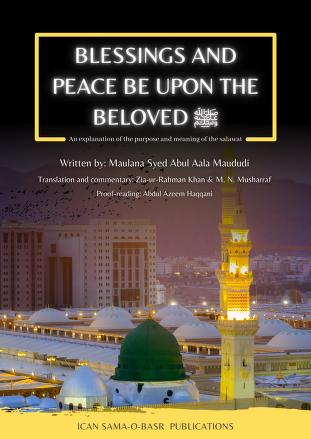 BLESSINGS AND
PEACE BE UPON THE
BELOVED ﷺ
An explanation of the purpose and meaning of the salawat
Written by: Maulana Syed Abul Aala Maududi
Translation and commentary: Zia-ur-Rahman Khan & M. N. Musharraf
Proof-reading: Abdul Azeem Haqqani
ICAN SAMA-O-BASR PUBLICATIONS